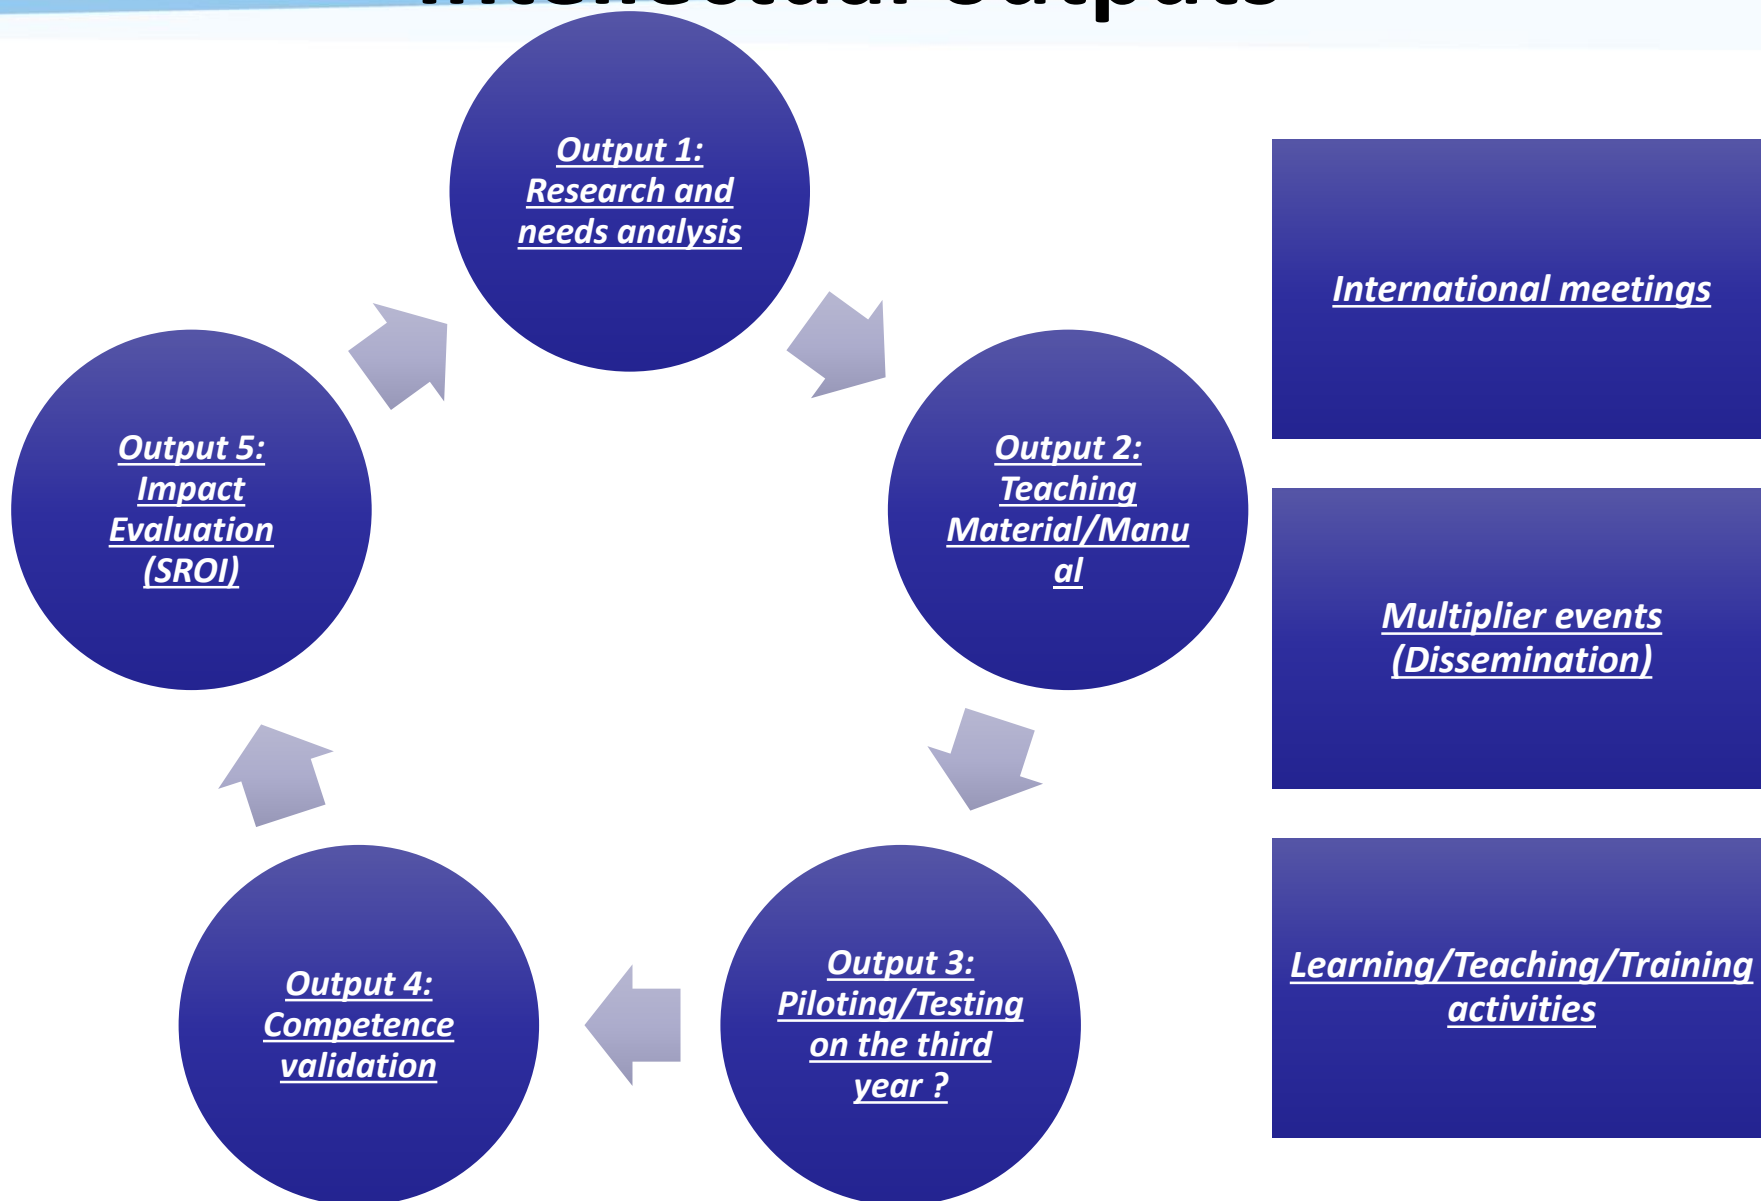 Intellectual outputs
Output 1:
Research and
needs analysis
Output 2:
Teaching
Material/Manu
al
Output 3:
Piloting/Testing
on the third
year ?
Output 4:
Competence
validation
Output 5:
Impact
Evaluation
(SROI)
International meetings
Multiplier events
(Dissemination)
Learning/Teaching/Training
activities